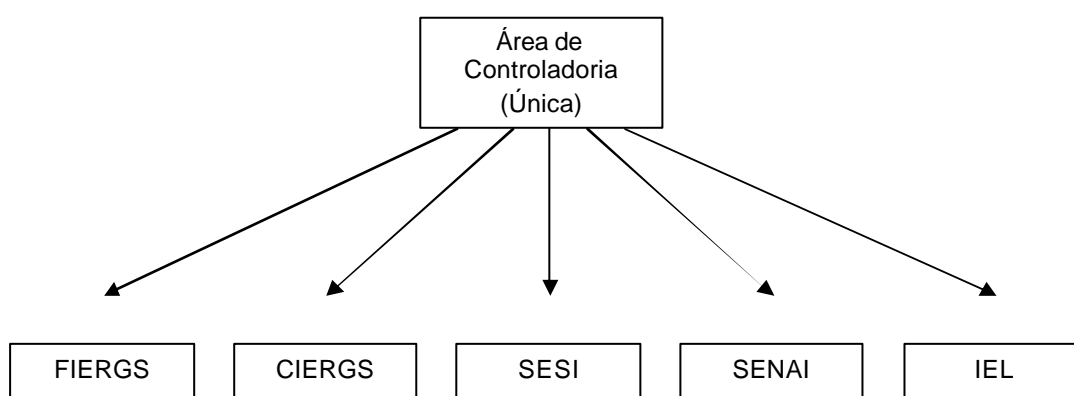 Área de
Controladoria
(Única)
FIERGS
CIERGS
SESI
SENAI
IEL